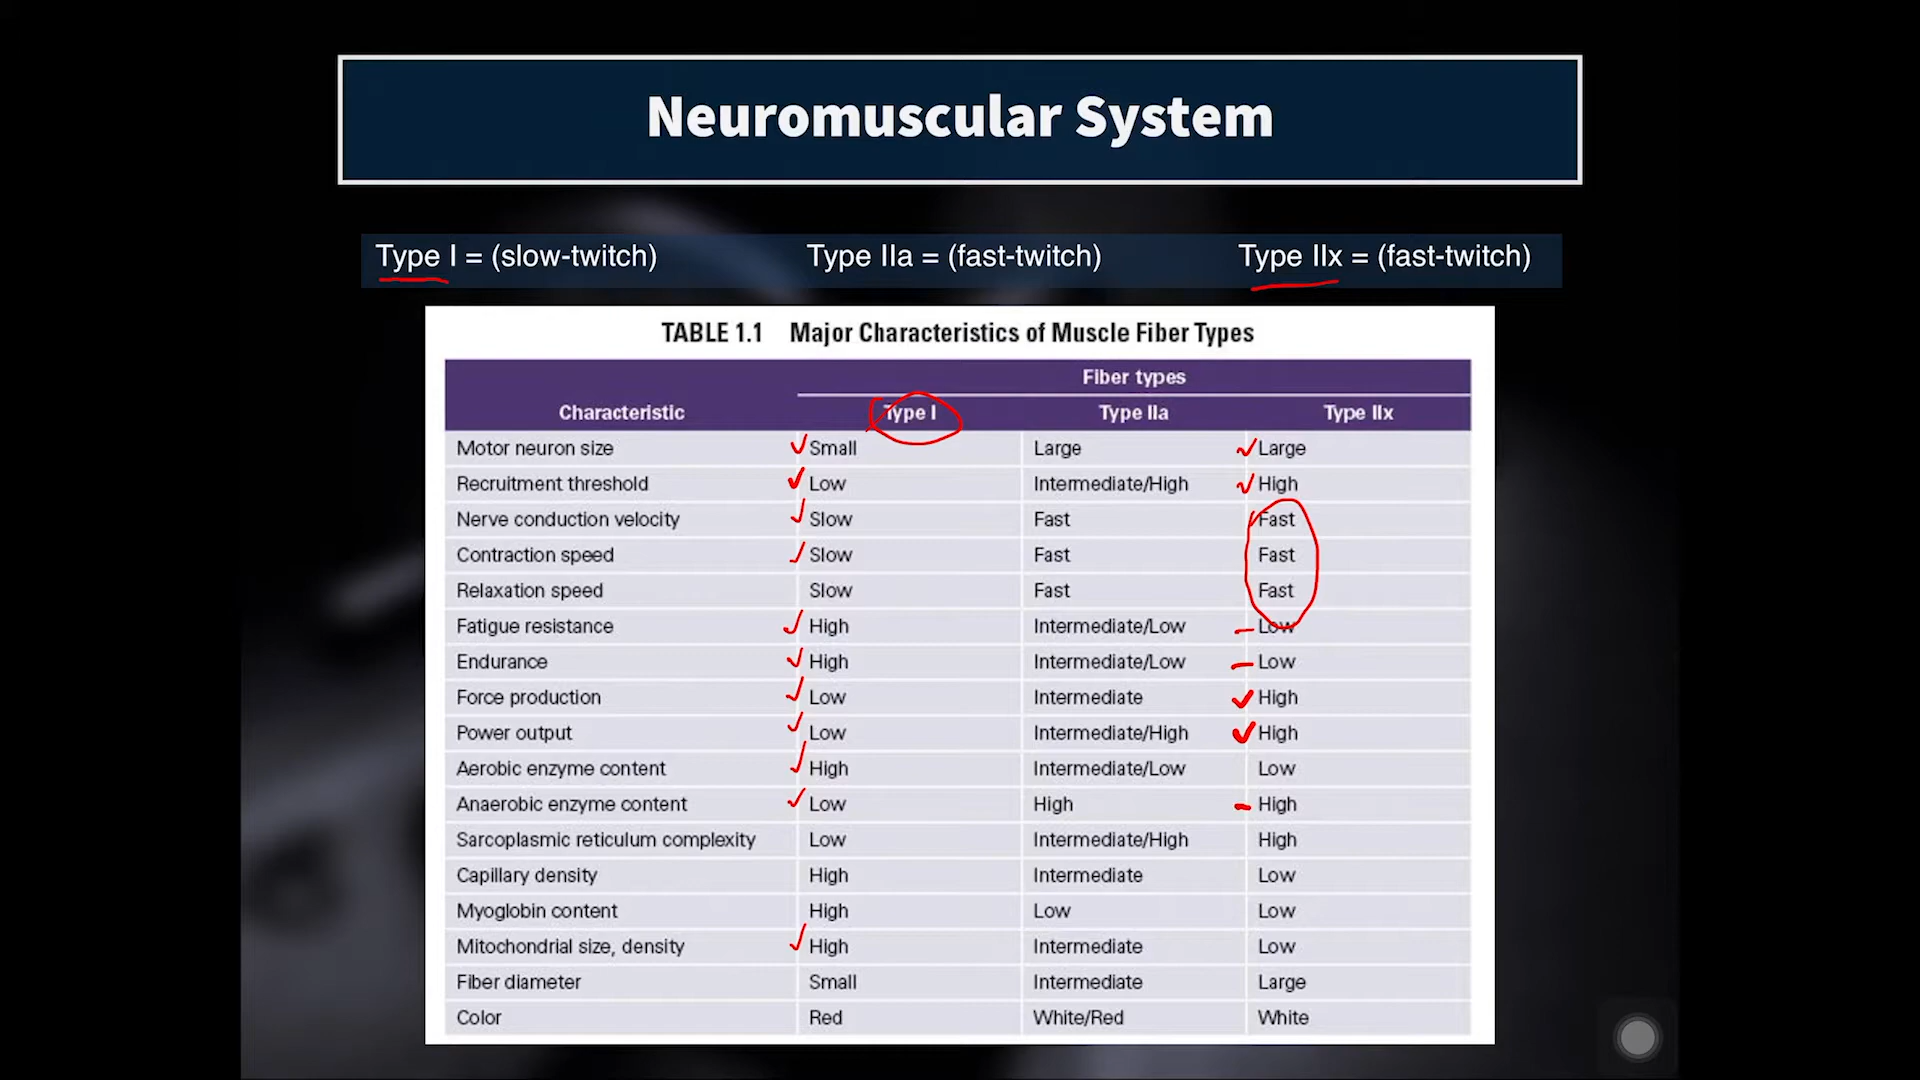 Neuromuscular System
Type I = (slow-twitch) Type IIa = (fast-twitch) Type IIx = (fast-twitch)
TABLE 1.1 Major Characteristics of Muscle Fiber Types
Fiber types
Characteristic Type I Type IIa Type IIx
Motor neuron size Small Large Large
Recruitment threshold Low Intermediate/High High
Nerve conduction velocity Slow Fast Fast
Contraction speed Slow Fast Fast
Relaxation speed Slow Fast Fast
Fatigue resistance High Intermediate/Low Low
Endurance High Intermediate/Low Low
Force production Low Intermediate High
Power output Low Intermediate/High High
Aerobic enzyme content High Intermediate/Low Low
Anaerobic enzyme content Low High High
Sarcoplasmic reticulum complexity Low Intermediate/High High
Capillary density High Intermediate Low
Myoglobin content High Low Low
Mitochondrial size, density High Intermediate Low
Fiber diameter Small Intermediate Large
Color Red White/Red White